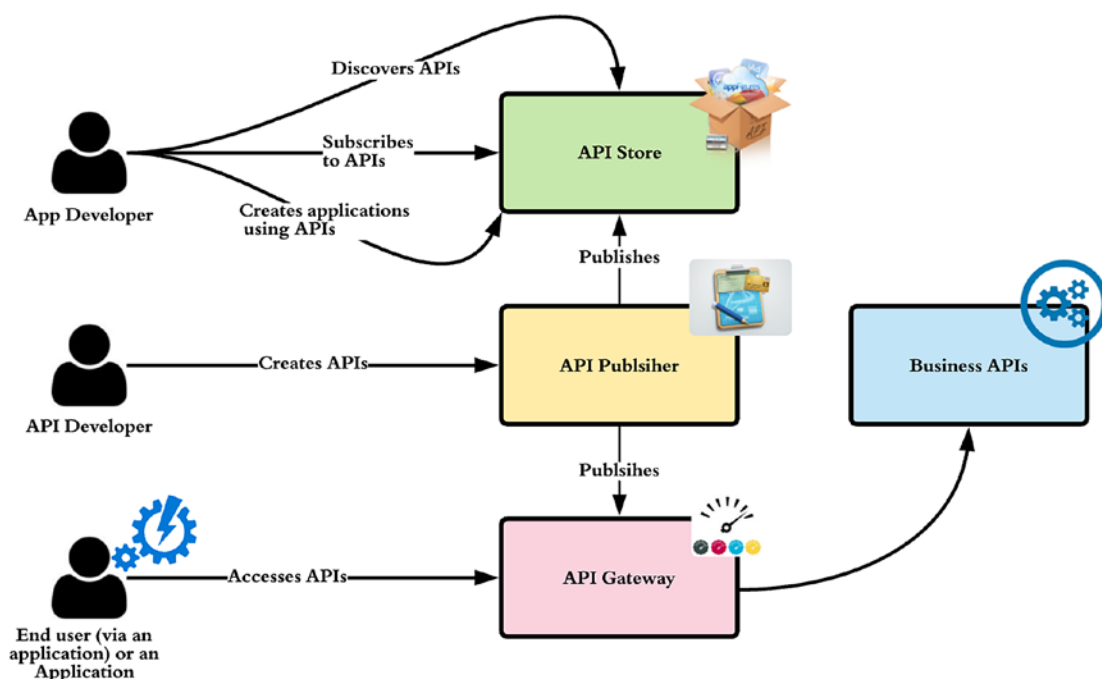 Discovers APIs
Subscribes
to APIs
Creates applications
using APIs
App Developer
API Store
API
Publishes
API Developer
Creates APIs
API Publsiher
Business APIs
Publsihes
Accesses APIs
API Gateway
End user (via an
application) or an
Application